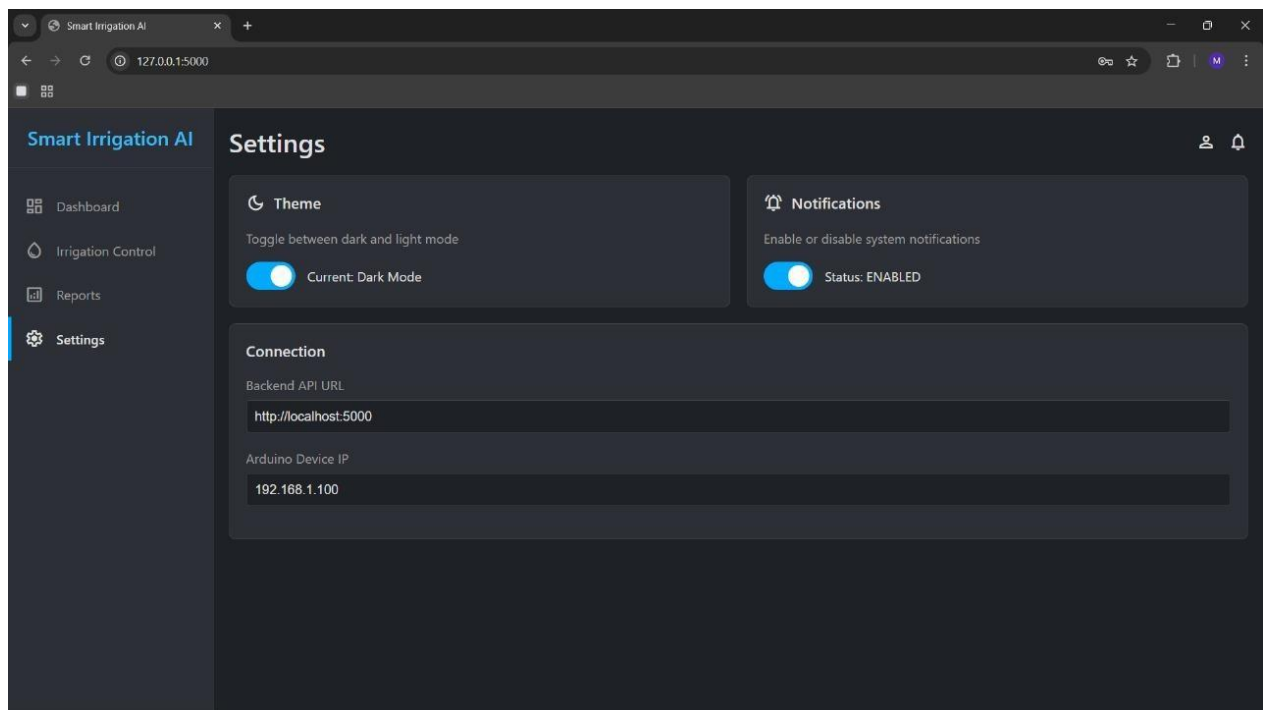 Smart Irrigation AI
127.0.0.1:5000
M
Smart Irrigation AI
Settings
Dashboard
Irrigation Control
Reports
Settings
Theme
Toggle between dark and light mode
Current: Dark Mode
Notifications
Enable or disable system notifications
Status: ENABLED
Connection
Backend API URL
http://localhost:5000
Arduino Device IP
192.168.1.100